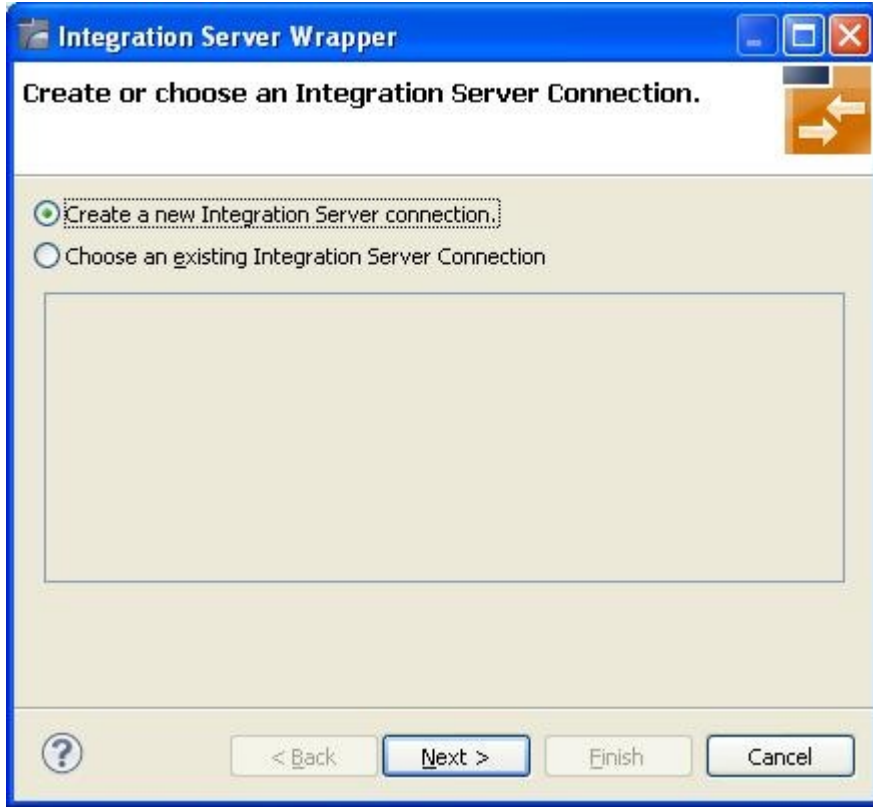 Integration Server Wrapper
Create or choose an Integration Server Connection.
Create a new Integration Server connection.
Choose an existing Integration Server Connection
?
< Back Next > Finish Cancel